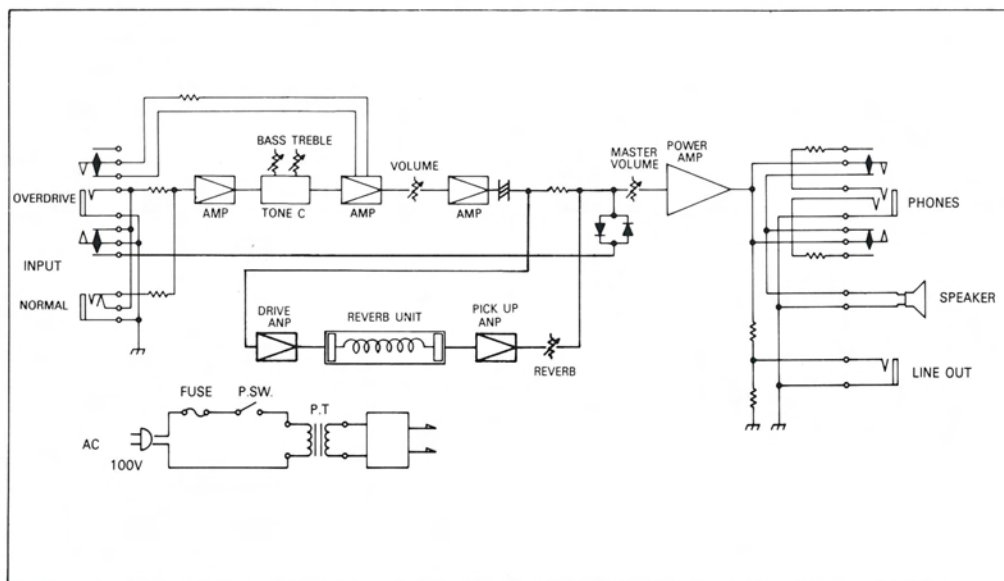 BASS TREBLE
VOLUME
MASTER
VOLUME
POWER
AMP
OVERDRIVE
AMP
TONE C
AMP
AMP
PHONES
INPUT
NORMAL
DRIVE
ANP
REVERB UNIT
PICK UP
ANP
REVERB
SPEAKER
LINE OUT
FUSE
P.SW.
P.T
AC
100V